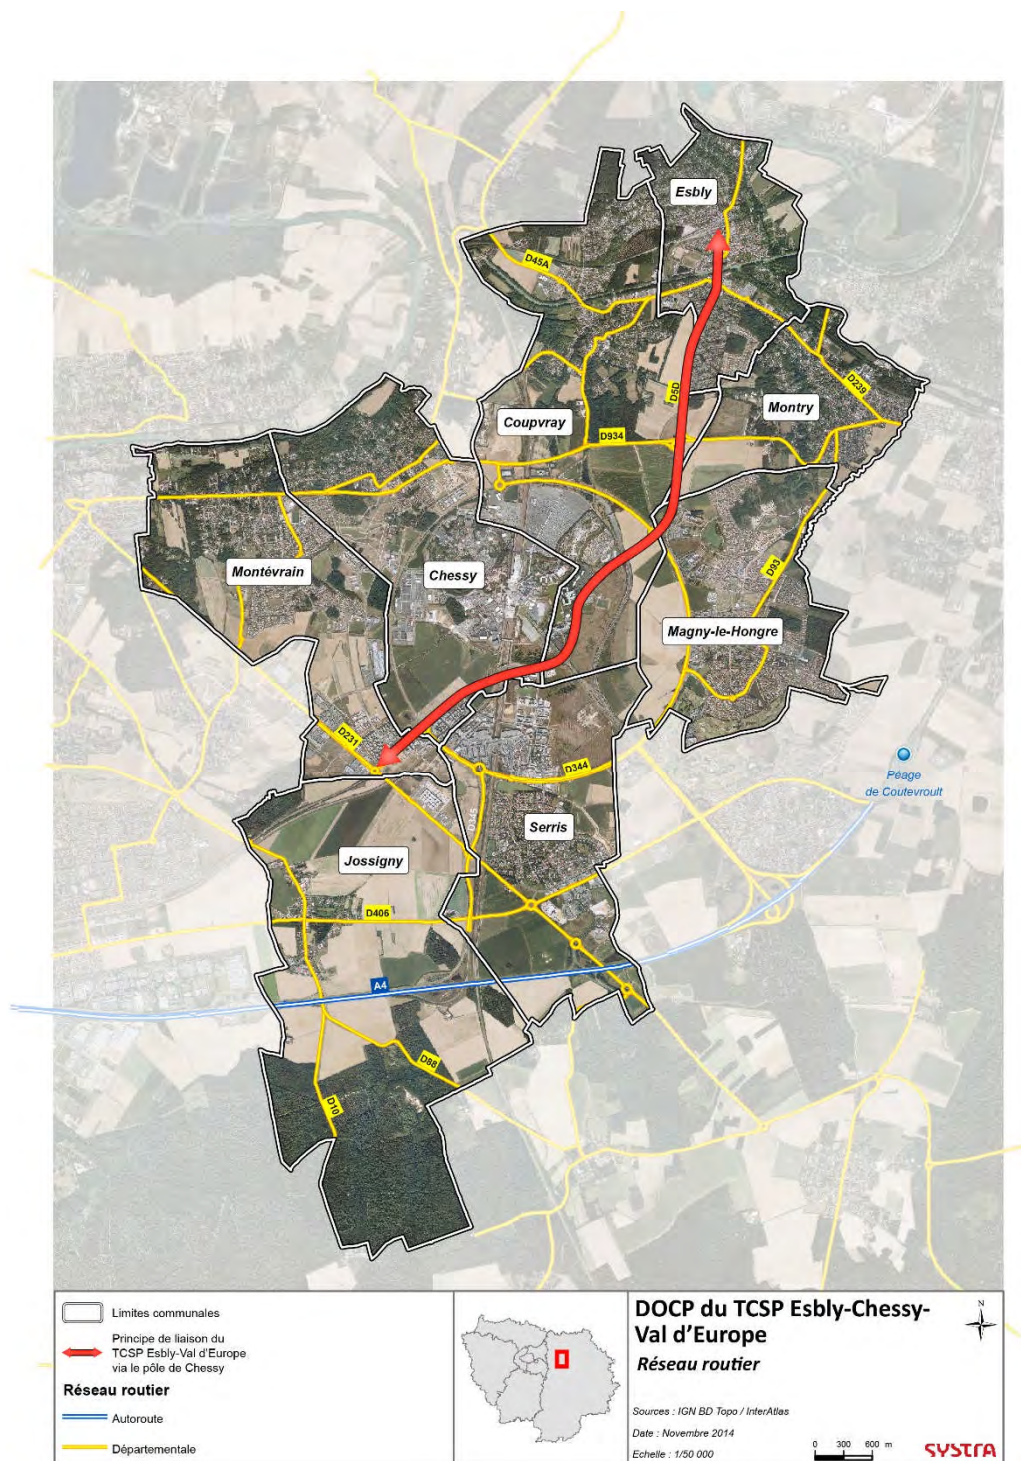 Esbly
D45A
D5D
D239
Montry
Coupvray
D934
Montévrain
Chessy
D93
Magny-le-Hongre
D231
D344
Péage
de Coutevroult
D345
Serris
Jossigny
D406
A4
D88
D10
Limites communales
Principe de liaison du
TCSP Esbly-Val d'Europe
via le pôle de Chessy
Réseau routier
Autoroute
Départementale
DOCP du TCSP Esbly-Chessy-
Val d'Europe
Réseau routier
N
Sources : IGN BD Topo / InterAtlas
Date : Novembre 2014
Echelle : 1/50 000
0 300 600 m
SYSTRA